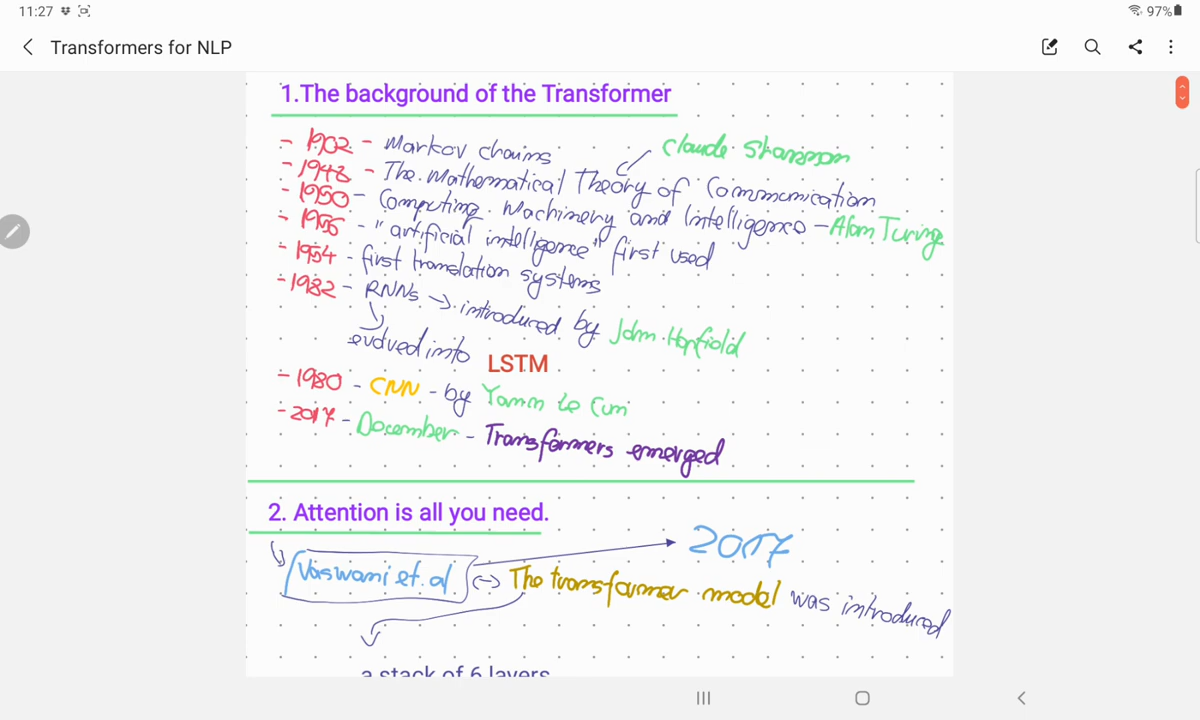 11:27 97%
Transformers for NLP
1.The background of the Transformer
- 1902 - Markov chains
Claude Shannon
- 1948 - The Mathematical Theory of Communication
- 1950 - Computing Machinery and Intelligence - Alan Turing
- 1956 - "artificial intelligence" first used
- 1954 - first translation systems
- 1982 - RNNs → introduced by John Hopfield
evolved into LSTM
- 1980 - CNN - by Yann Le Cun
- 2017 - December - Transformers emerged
2. Attention is all you need.
2017
Vaswani et. al ↔ The transformer model was introduced
a stack of 6 layers